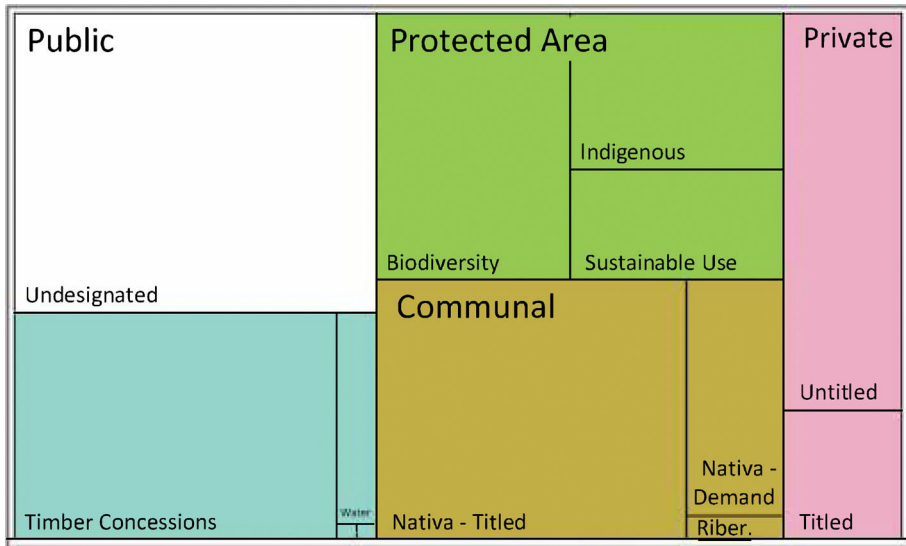 Public
Undesignated
Timber Concessions
Water
Protected Area
Biodiversity
Indigenous
Sustainable Use
Communal
Nativa - Titled
Nativa -
Demand
Riber.
Private
Untitled
Titled